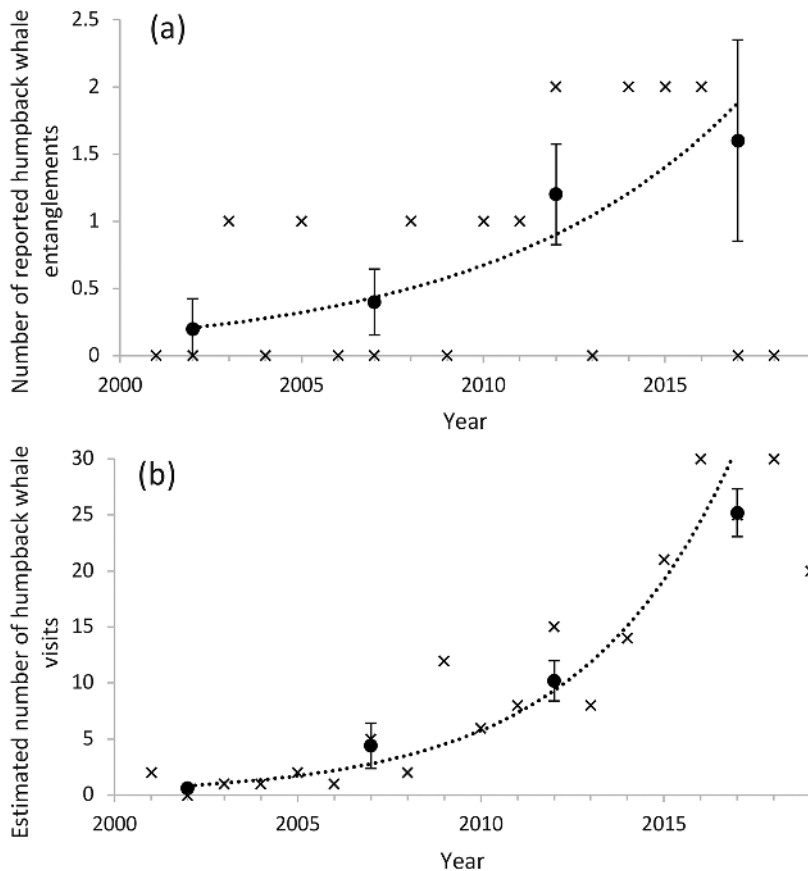 (a)
Number of reported humpback whale
entanglements
2.5
2
1.5
1
0.5
0
2000
2005
2010
2015
Year
(b)
Estimated number of humpback whale
visits
30
25
20
15
10
5
0
2000
2005
2010
2015
Year